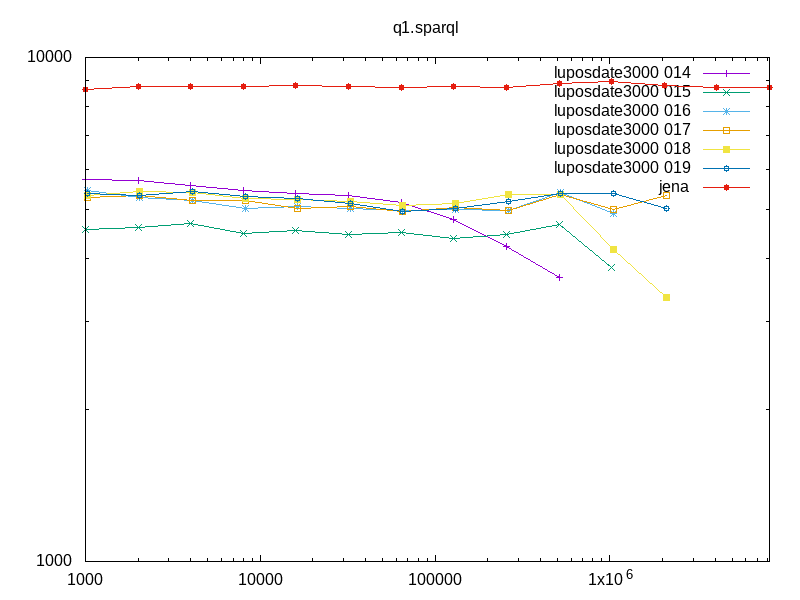 q1.sparql
10000
luposdate3000 014
luposdate3000 015
luposdate3000 016
luposdate3000 017
luposdate3000 018
luposdate3000 019
jena
1000
1000 10000 100000 1x10^6